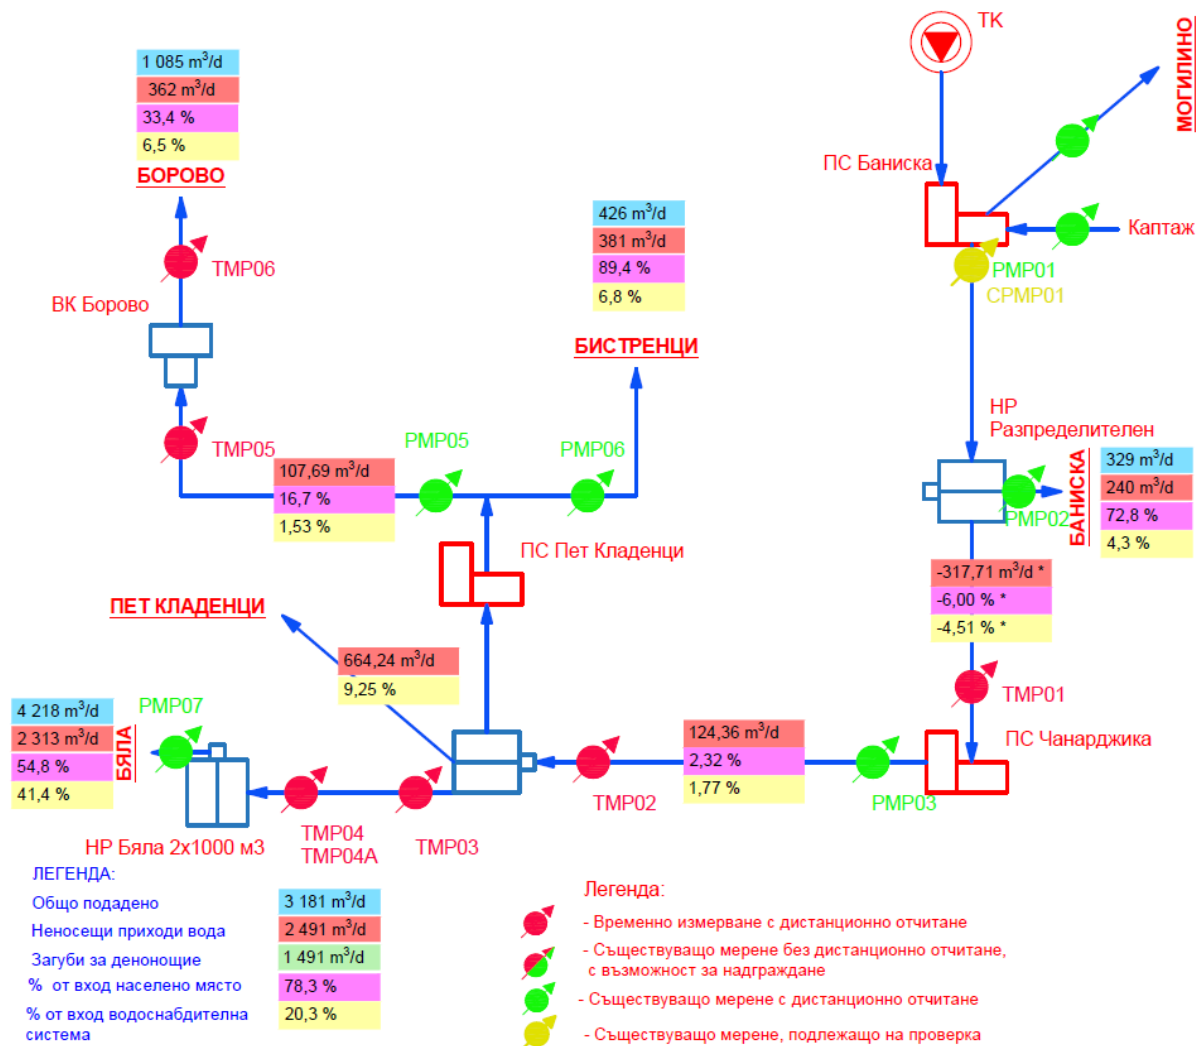 TK
МОГИЛИНО
1 085 m³/d
362 m³/d
33,4 %
6,5 %
БОРОВО
ПС Баниска
426 m³/d
381 m³/d
89,4 %
6,8 %
Каптаж
TMP06
PMP01
CPMP01
ВК Борово
БИСТРЕНЦИ
НР
Разпределителен
TMP05
PMP05
PMP06
107,69 m³/d
16,7 %
1,53 %
PMP02
БАНИСКА
329 m³/d
240 m³/d
72,8 %
4,3 %
ПС Пет Кладенци
-317,71 m³/d *
-6,00 % *
-4,51 % *
ПЕТ КЛАДЕНЦИ
664,24 m³/d
9,25 %
TMP01
PMP07
4 218 m³/d
2 313 m³/d
54,8 %
41,4 %
БЯЛА
124,36 m³/d
2,32 %
1,77 %
ПС Чанарджика
TMP02
PMP03
TMP04
TMP04A
TMP03
НР Бяла 2x1000 м3
ЛЕГЕНДА:
Общо подадено
3 181 m³/d
Неносещи приходи вода
2 491 m³/d
Загуби за денонощие
1 491 m³/d
% от вход населено място
78,3 %
% от вход водоснабдителна
система
20,3 %
Легенда:
- Временно измерване с дистанционно отчитане
- Съществуващо мерене без дистанционно отчитане,
с възможност за надграждане
- Съществуващо мерене с дистанционно отчитане
- Съществуващо мерене, подлежащо на проверка